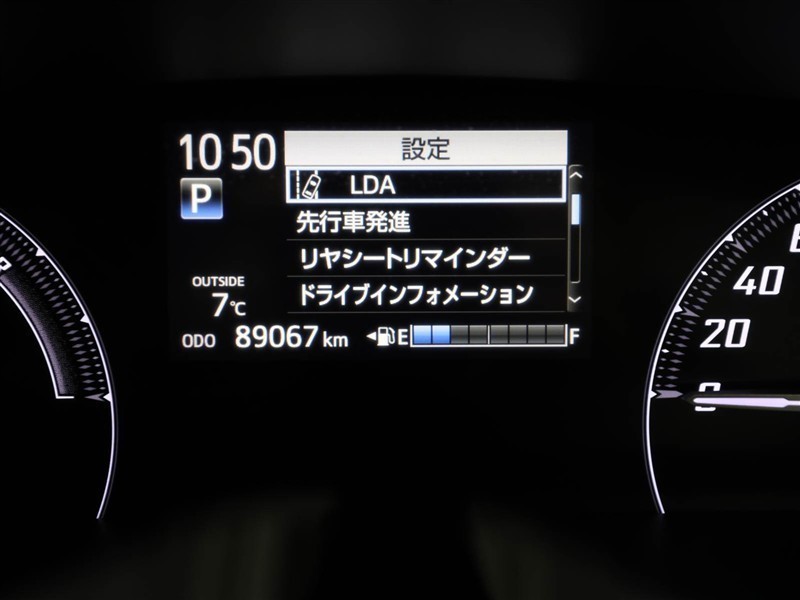 10 50
設定
P
LDA
先行車発進
リヤシートリマインダー
ドライブインフォメーション
OUTSIDE
7℃
ODO 89067 km
E F
40
20
0